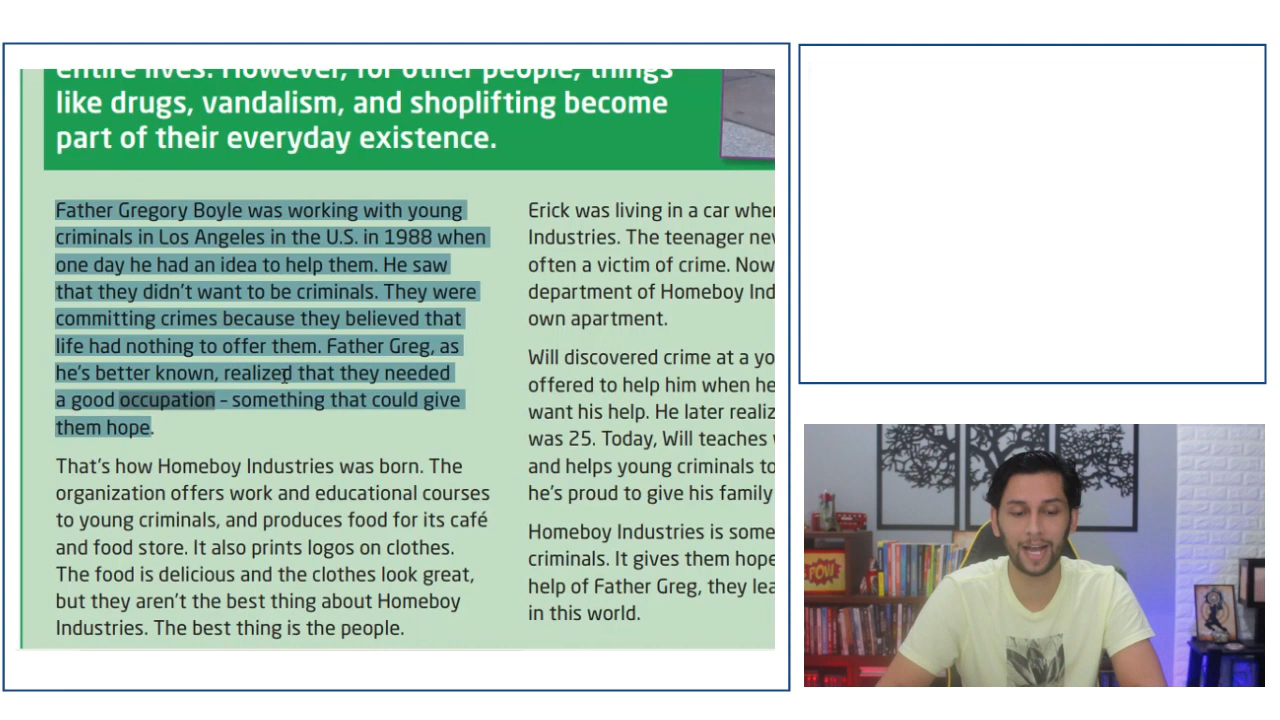 entire lives. However, for other people, things
like drugs, vandalism, and shoplifting become
part of their everyday existence.
Father Gregory Boyle was working with young
criminals in Los Angeles in the U.S. in 1988 when
one day he had an idea to help them. He saw
that they didn't want to be criminals. They were
committing crimes because they believed that
life had nothing to offer them. Father Greg, as
he's better known, realized that they needed
a good occupation – something that could give
them hope.
That's how Homeboy Industries was born. The
organization offers work and educational courses
to young criminals, and produces food for its café
and food store. It also prints logos on clothes.
The food is delicious and the clothes look great,
but they aren't the best thing about Homeboy
Industries. The best thing is the people.
Erick was living in a car
Industries. The teenager
often a victim of crime. Now
department of Homeboy
own apartment.
Will discovered crime at a
offered to help him when he
want his help. He later
was 25. Today, Will teaches
and helps young criminals to
he's proud to give his family
Homeboy Industries is
criminals. It gives them hope
help of Father Greg, they
in this world.
POW